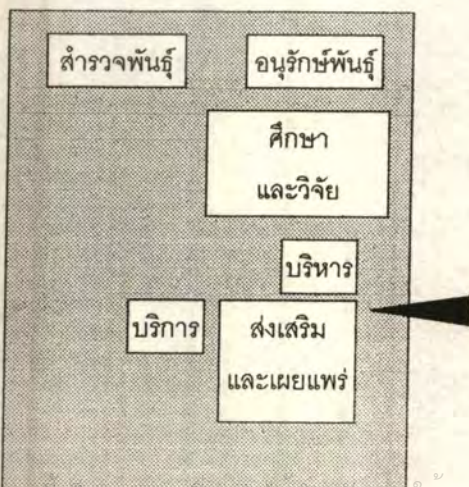 สำรวจพันธุ์ อนุรักษ์พันธุ์
ศึกษา
และวิจัย
บริหาร
บริการ ส่งเสริม
และเผยแพร่